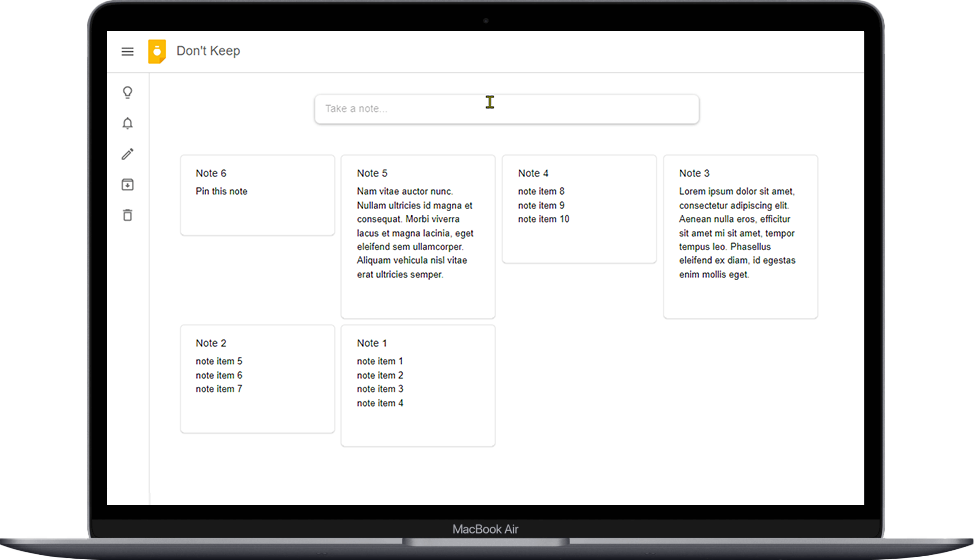 Don't Keep
Take a note...
Note 6
Pin this note
Note 5
Nam vitae auctor nunc.
Nullam ultricies id magna et
consequat. Morbi viverra
lacus et magna lacinia, eget
eleifend sem ullamcorper.
Aliquam vehicula nisl vitae
erat ultricies semper.
Note 4
note item 8
note item 9
note item 10
Note 3
Lorem ipsum dolor sit amet,
consectetur adipiscing elit.
Aenean nulla eros, efficitur
sit amet mi sit amet, tempor
tempus leo. Phasellus
eleifend ex diam, id egestas
enim mollis eget.
Note 2
note item 5
note item 6
note item 7
Note 1
note item 1
note item 2
note item 3
note item 4
MacBook Air